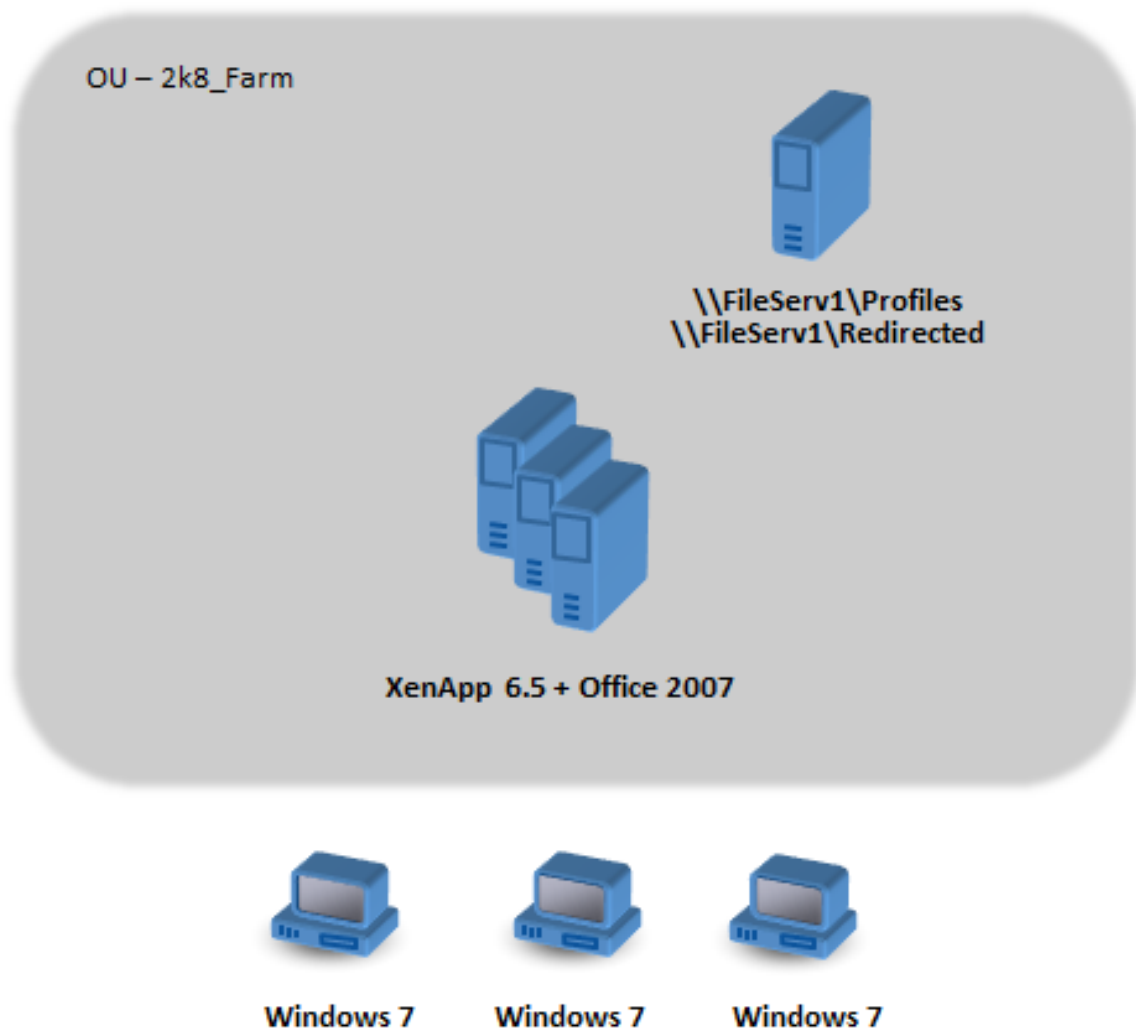 OU – 2k8_Farm
\\FileServ1\Profiles
\\FileServ1\Redirected
XenApp 6.5 + Office 2007
Windows 7
Windows 7
Windows 7